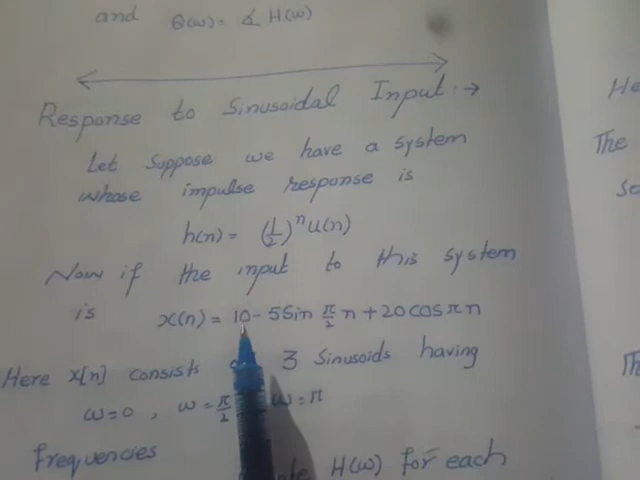 and θ(ω) = ∡ H(ω)
Response to Sinusoidal Input :→
Let Suppose we have a system
whose impulse response is
h(n) = (1/2)^n u(n)
Now if the input to this system
is x(n) = 10 - 5 Sin π/2 n + 20 cos πn
Here x[n] consists 3 Sinusoids having
ω=0 , ω=π/2 ω=π
frequencies
H(ω) for each
He
The
Th